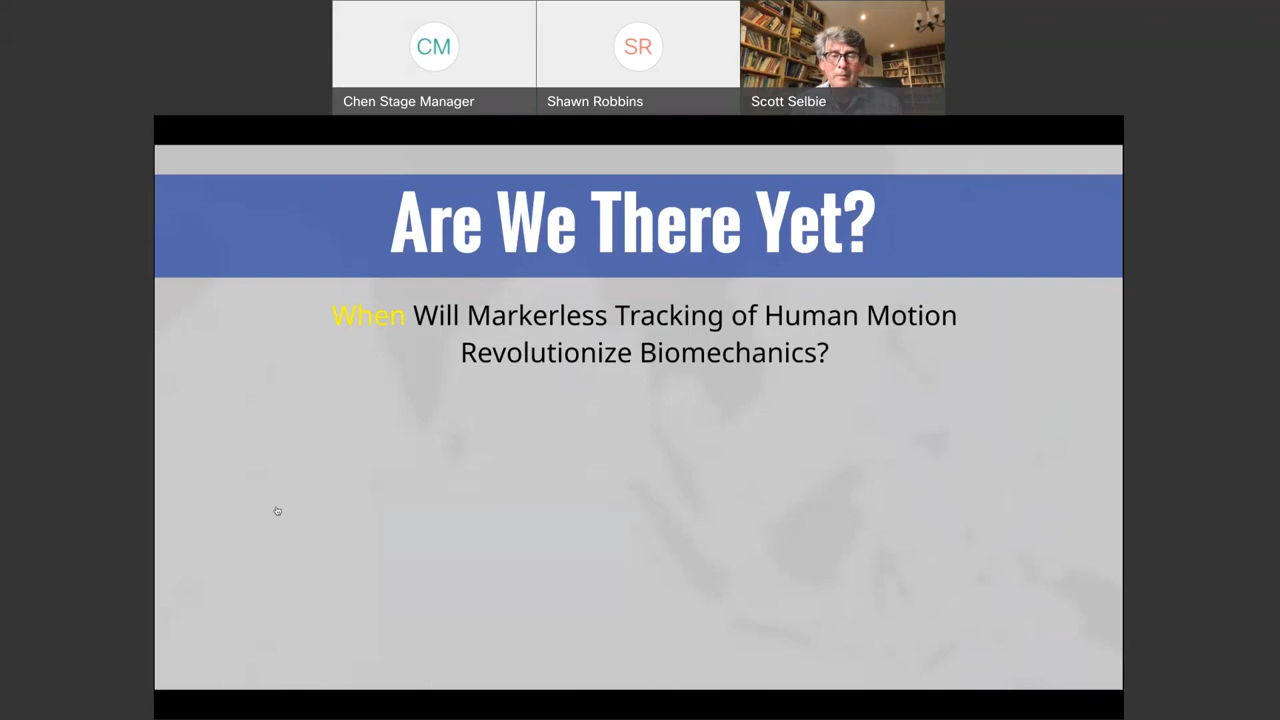 CM
SR
Chen Stage Manager
Shawn Robbins
Scott Selbie
Are We There Yet?
When Will Markerless Tracking of Human Motion
Revolutionize Biomechanics?